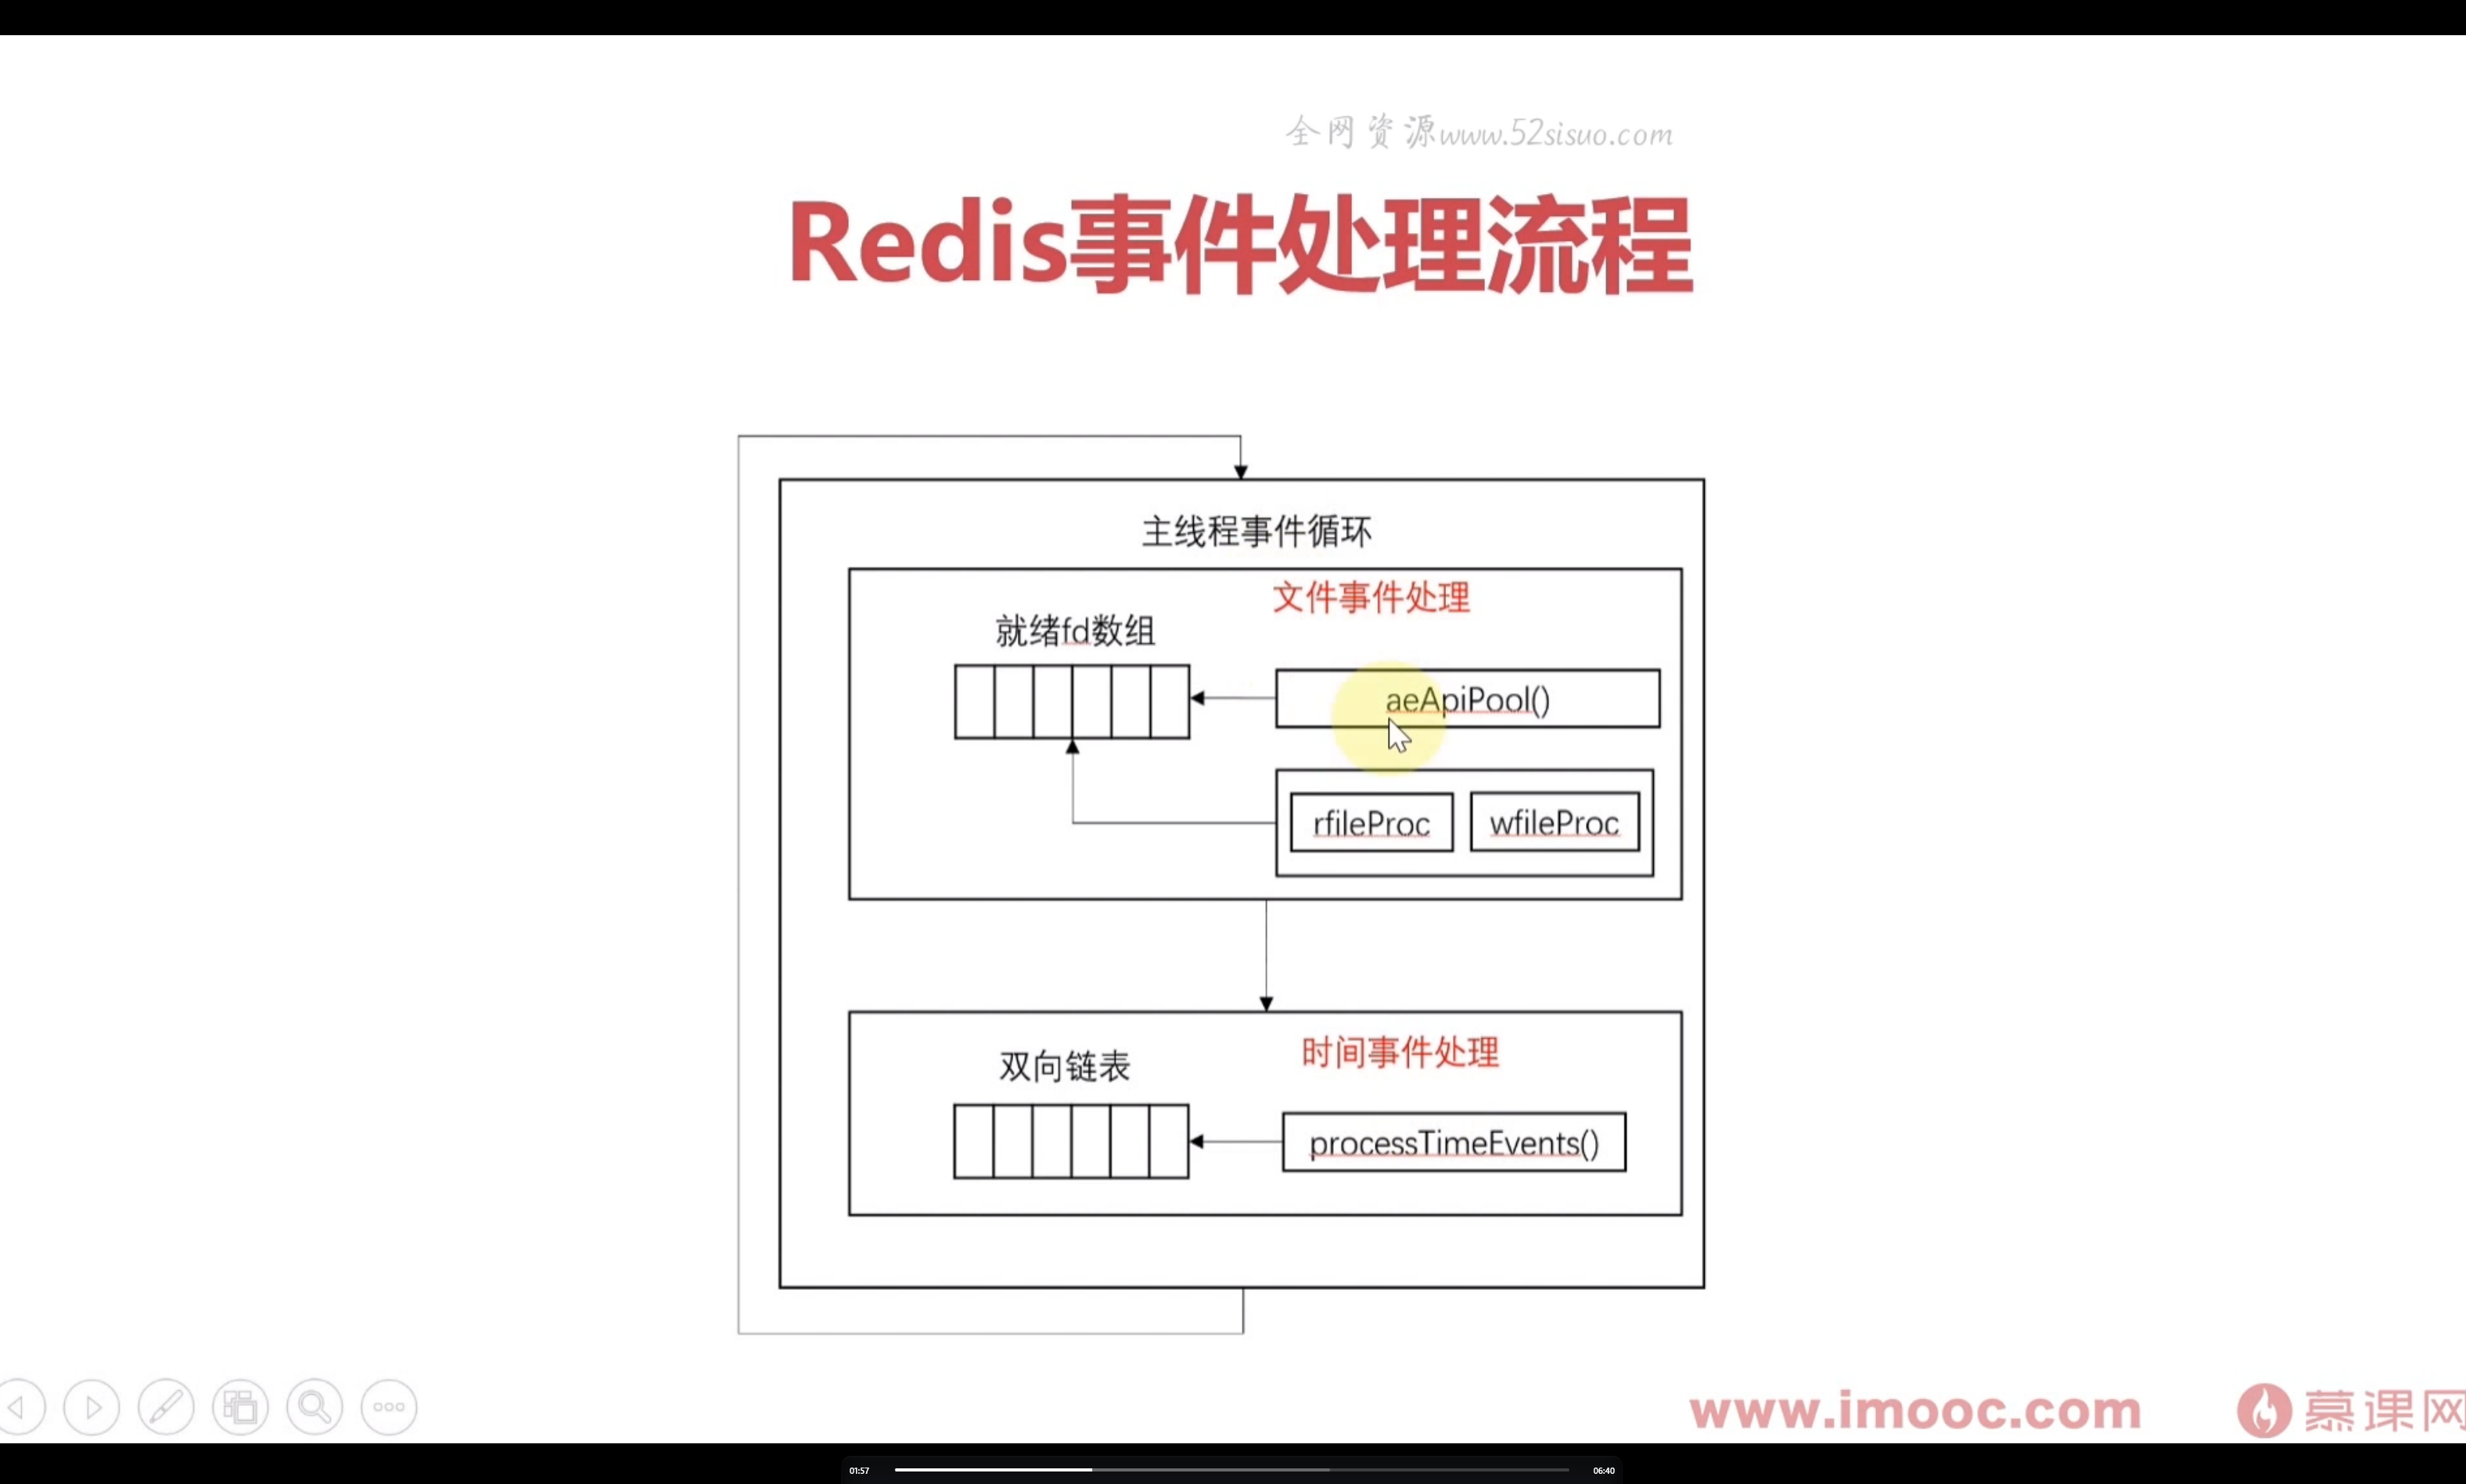 全网资源www.52sisuo.com
Redis事件处理流程
主线程事件循环
文件事件处理
就绪fd数组
aeApiPool()
rfileProc wfileProc
时间事件处理
双向链表
processTimeEvents()
www.imooc.com 慕课网
01:57 06:40